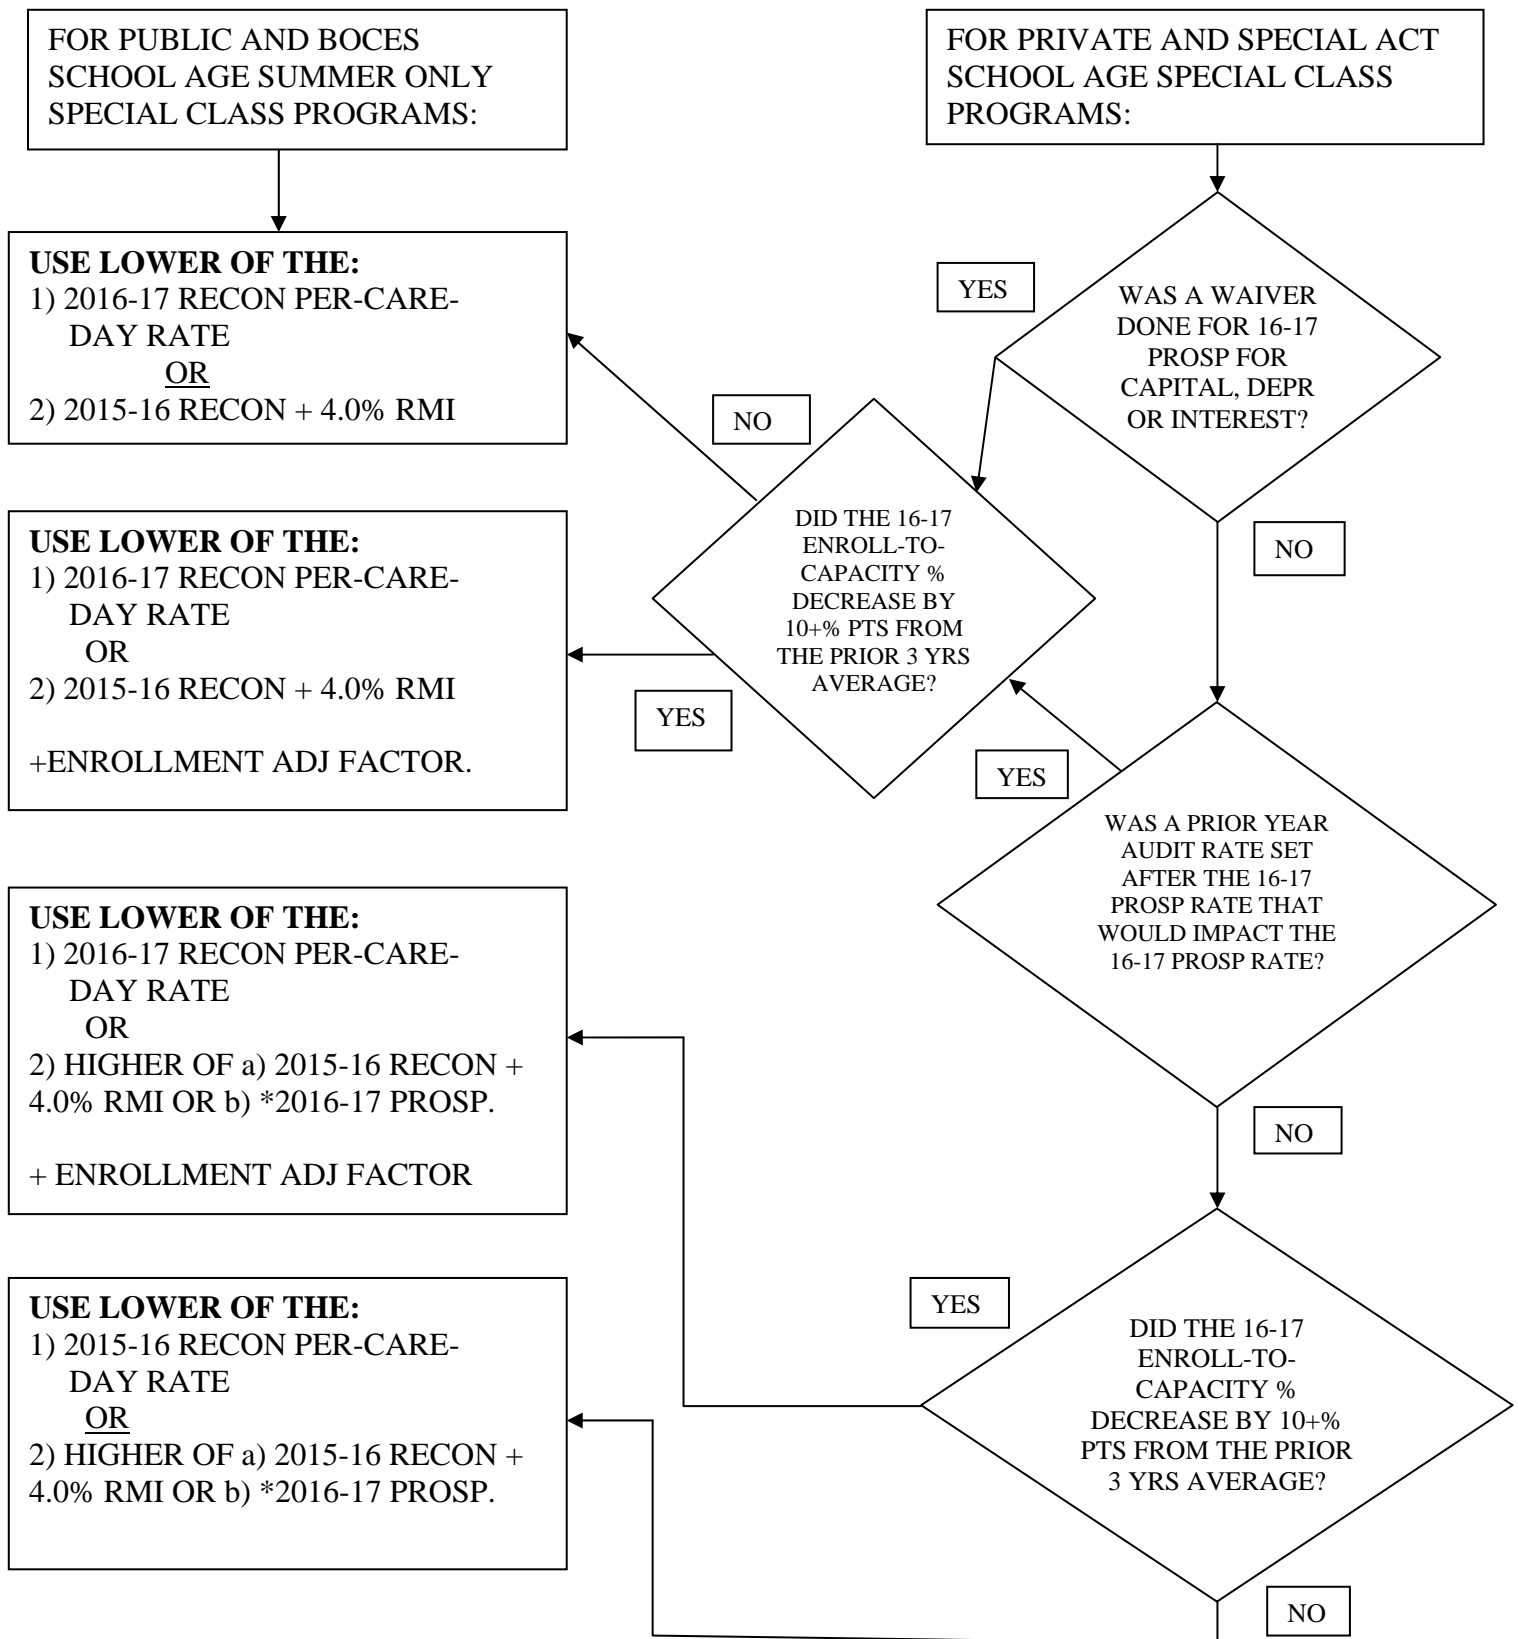 FOR PUBLIC AND BOCES
SCHOOL AGE SUMMER ONLY
SPECIAL CLASS PROGRAMS:
FOR PRIVATE AND SPECIAL ACT
SCHOOL AGE SPECIAL CLASS
PROGRAMS:
USE LOWER OF THE:
1) 2016-17 RECON PER-CARE-
DAY RATE
OR
2) 2015-16 RECON + 4.0% RMI
YES
WAS A WAIVER
DONE FOR 16-17
PROSP FOR
CAPITAL, DEPR
OR INTEREST?
NO
NO
USE LOWER OF THE:
1) 2016-17 RECON PER-CARE-
DAY RATE
OR
2) 2015-16 RECON + 4.0% RMI
+ENROLLMENT ADJ FACTOR.
DID THE 16-17
ENROLL-TO-
CAPACITY %
DECREASE BY
10+% PTS FROM
THE PRIOR 3 YRS
AVERAGE?
YES
YES
WAS A PRIOR YEAR
AUDIT RATE SET
AFTER THE 16-17
PROSP RATE THAT
WOULD IMPACT THE
16-17 PROSP RATE?
NO
USE LOWER OF THE:
1) 2016-17 RECON PER-CARE-
DAY RATE
OR
2) HIGHER OF a) 2015-16 RECON +
4.0% RMI OR b) *2016-17 PROSP.
+ ENROLLMENT ADJ FACTOR
YES
DID THE 16-17
ENROLL-TO-
CAPACITY %
DECREASE BY 10+%
PTS FROM THE PRIOR
3 YRS AVERAGE?
NO
USE LOWER OF THE:
1) 2015-16 RECON PER-CARE-
DAY RATE
OR
2) HIGHER OF a) 2015-16 RECON +
4.0% RMI OR b) *2016-17 PROSP.